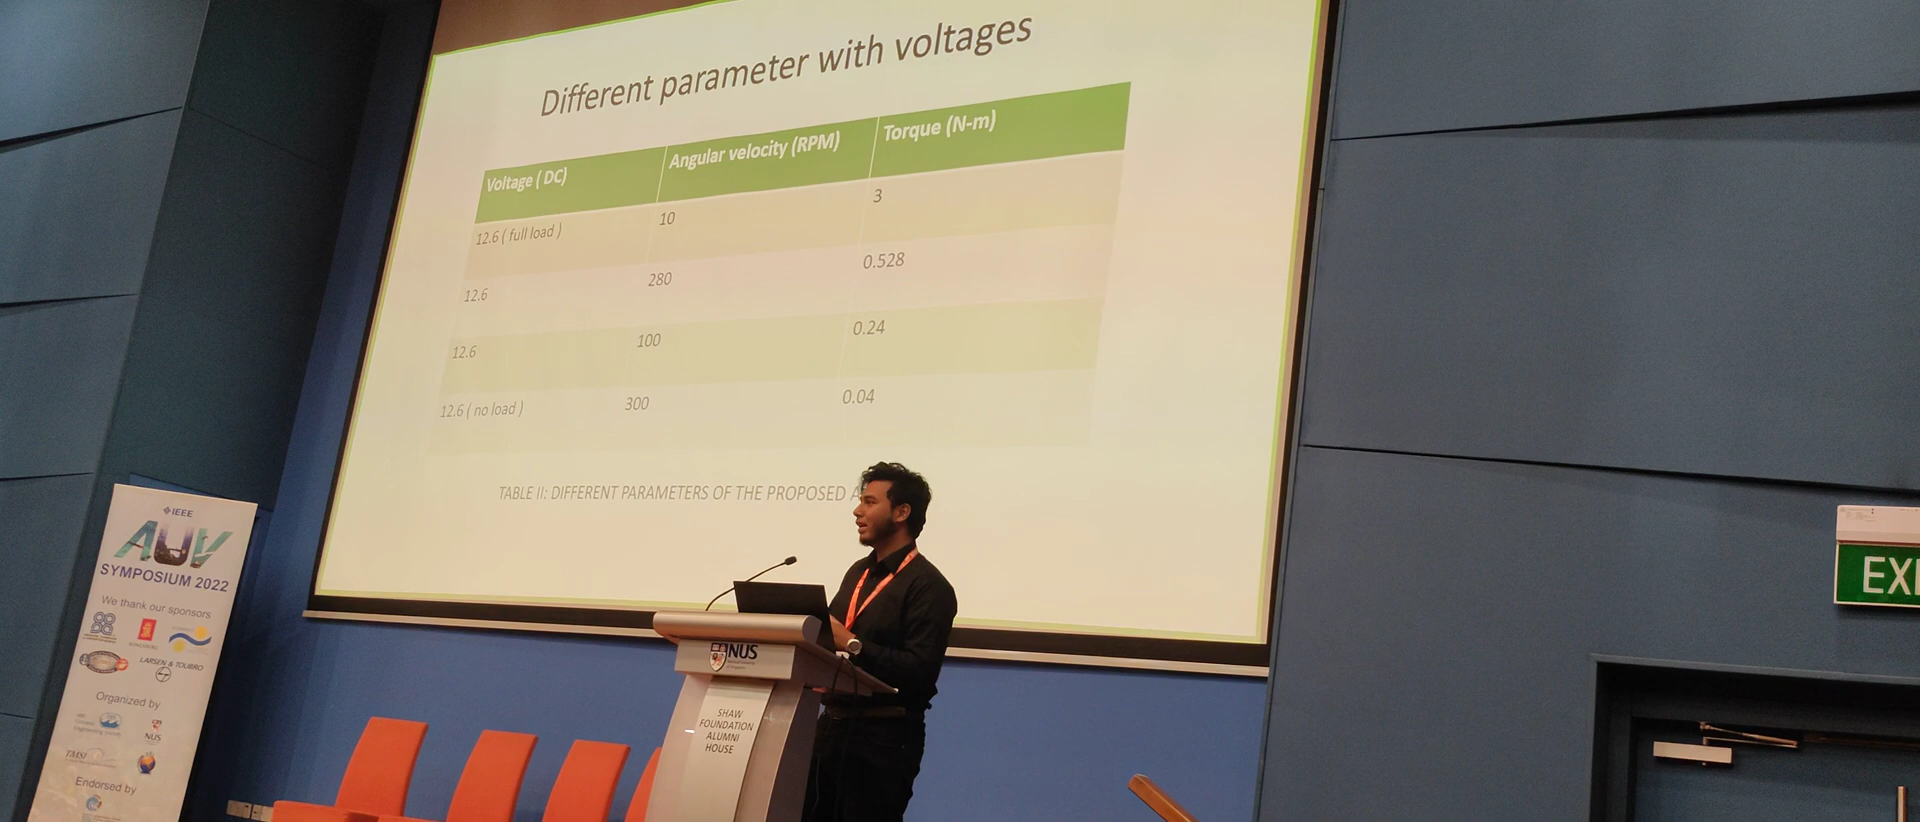 Different parameter with voltages
Voltage ( DC) Angular velocity (RPM) Torque (N-m)
12.6 ( full load ) 10 3
12.6 280 0.528
12.6 100 0.24
12.6 ( no load ) 300 0.04
TABLE II: DIFFERENT PARAMETERS OF THE PROPOSED A
IEEE
AUV
SYMPOSIUM 2022
We thank our sponsors
LARSEN & TOUBRO
Organized by
NUS
TMSI
Endorsed by
NUS
SHAW
FOUNDATION
ALUMNI
HOUSE
EXI